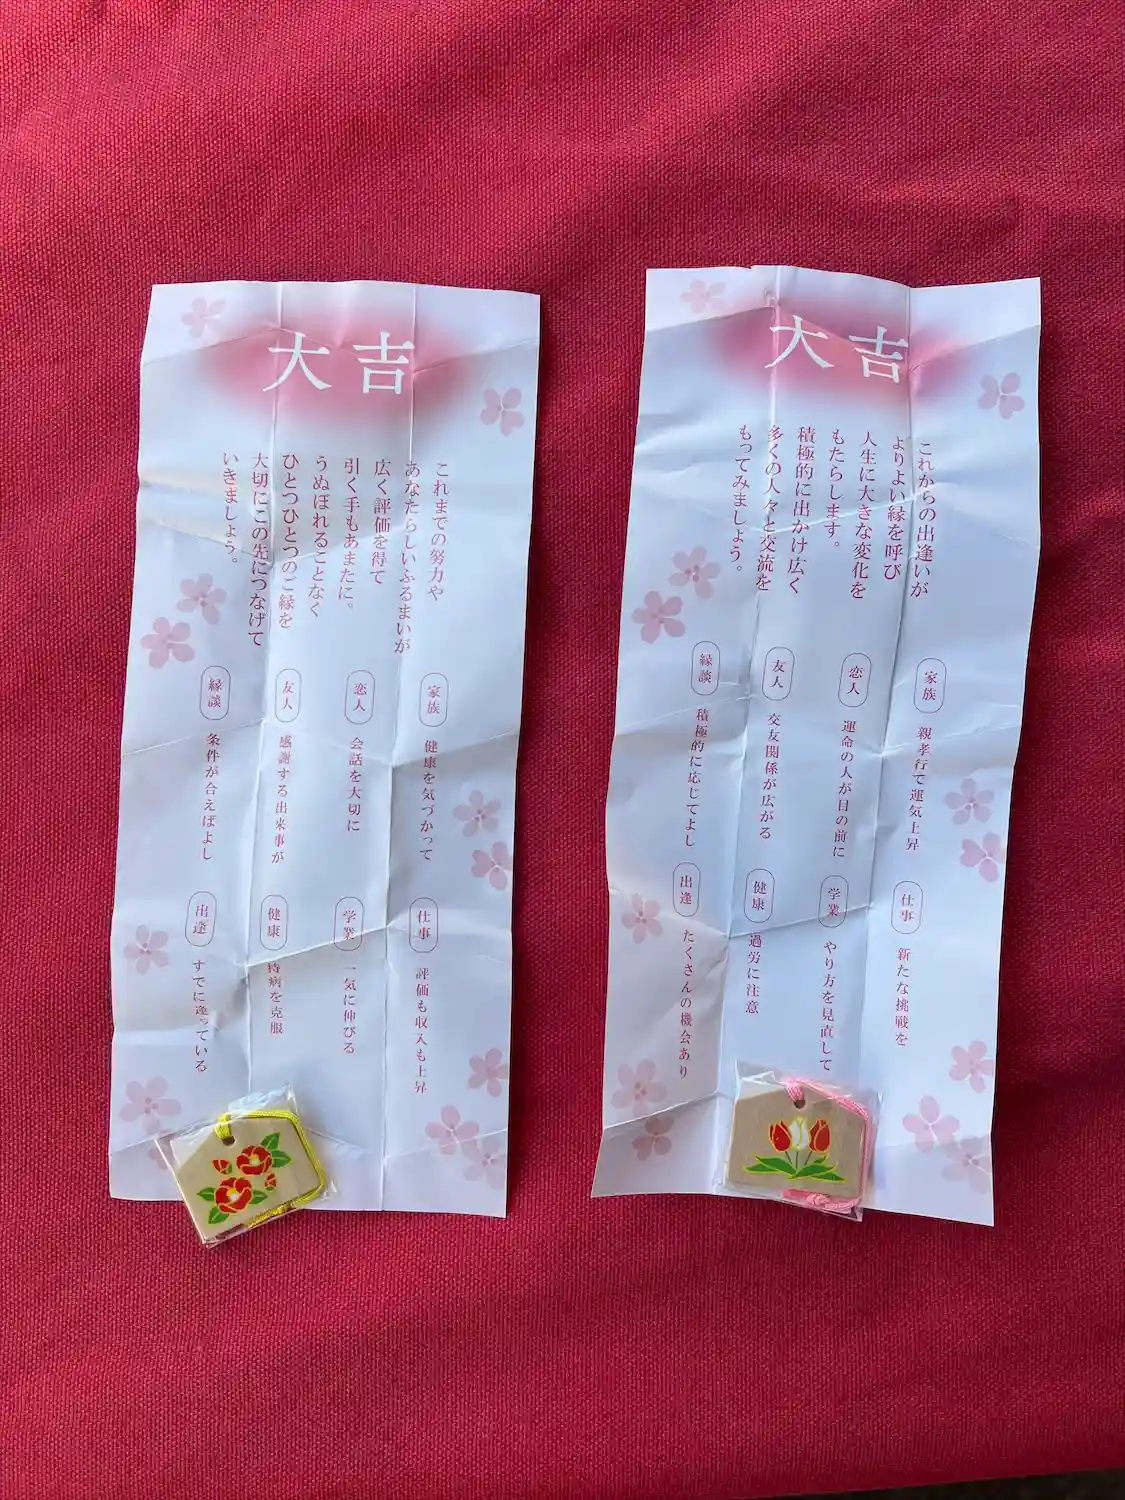 大吉
これまでの努力や
あなたらしいふるまいが
広く評価を得て
引く手もあまたに。
うぬぼれることなく
ひとつひとつのご縁を
大切にこの先につなげて
いきましょう。
家族 健康を気づかって
恋人 会話を大切に
友人 感謝する出来事が
縁談 条件が合えばよし
仕事 評価も収入も上昇
学業 一気に伸びる
健康 持病を克服
出逢 すでに逢っている
大吉
これからの出逢いが
よりよい縁を呼び
人生に大きな変化を
もたらします。
積極的に出かけ広く
多くの人々と交流を
もってみましょう。
家族 親孝行で運気上昇
恋人 運命の人が目の前に
友人 交友関係が広がる
縁談 積極的に応じてよし
仕事 新たな挑戦を
学業 やり方を見直して
健康 過労に注意
出逢 たくさんの機会あり